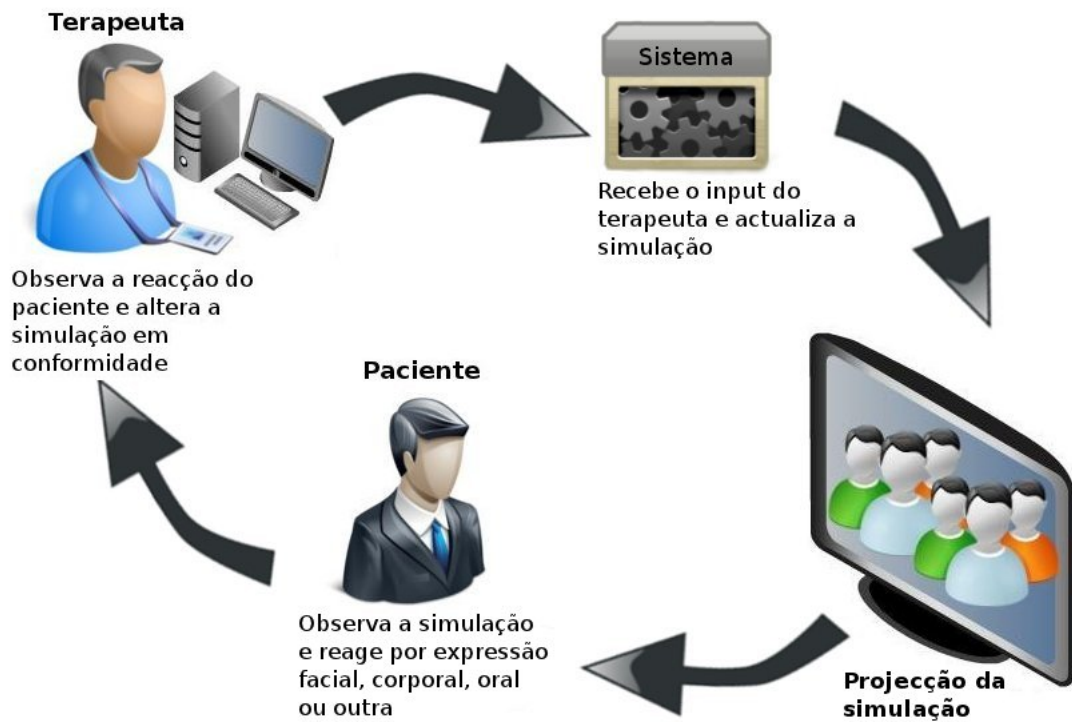 Terapeuta
Observa a reacção do
paciente e altera a
simulação em
conformidade
Sistema
Recebe o input do
terapeuta e actualiza a
simulação
Projecção da
simulação
Paciente
Observa a simulação
e reage por expressão
facial, corporal, oral
ou outra